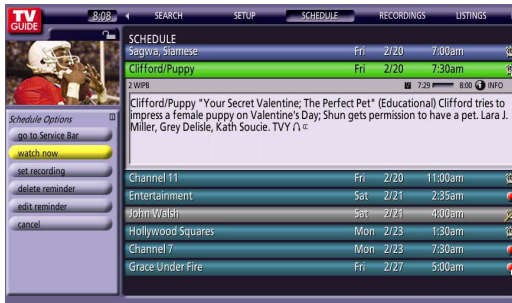 TV
GUIDE
8:08
SEARCH SETUP SCHEDULE RECORDINGS LISTINGS
SCHEDULE
Sagwa, Siamese Fri 2/20 7:00am
Clifford/Puppy Fri 2/20 7:30am
2 WIPB 7:29 8:00 INFO
Clifford/Puppy "Your Secret Valentine; The Perfect Pet" (Educational) Clifford tries to
impress a female puppy on Valentine's Day; Shun gets permission to have a pet. Lara J.
Miller, Grey Delisle, Kath Soucie. TVY
Schedule Options
go to Service Bar
watch now
set recording
delete reminder
edit reminder
cancel
Channel 11 Fri 2/20 11:00am
Entertainment Sat 2/21 2:35am
John Walsh Sat 2/21 4:00am
Hollywood Squares Mon 2/23 1:30am
Channel 7 Mon 2/23 7:30am
Grace Under Fire Fri 2/27 5:00am